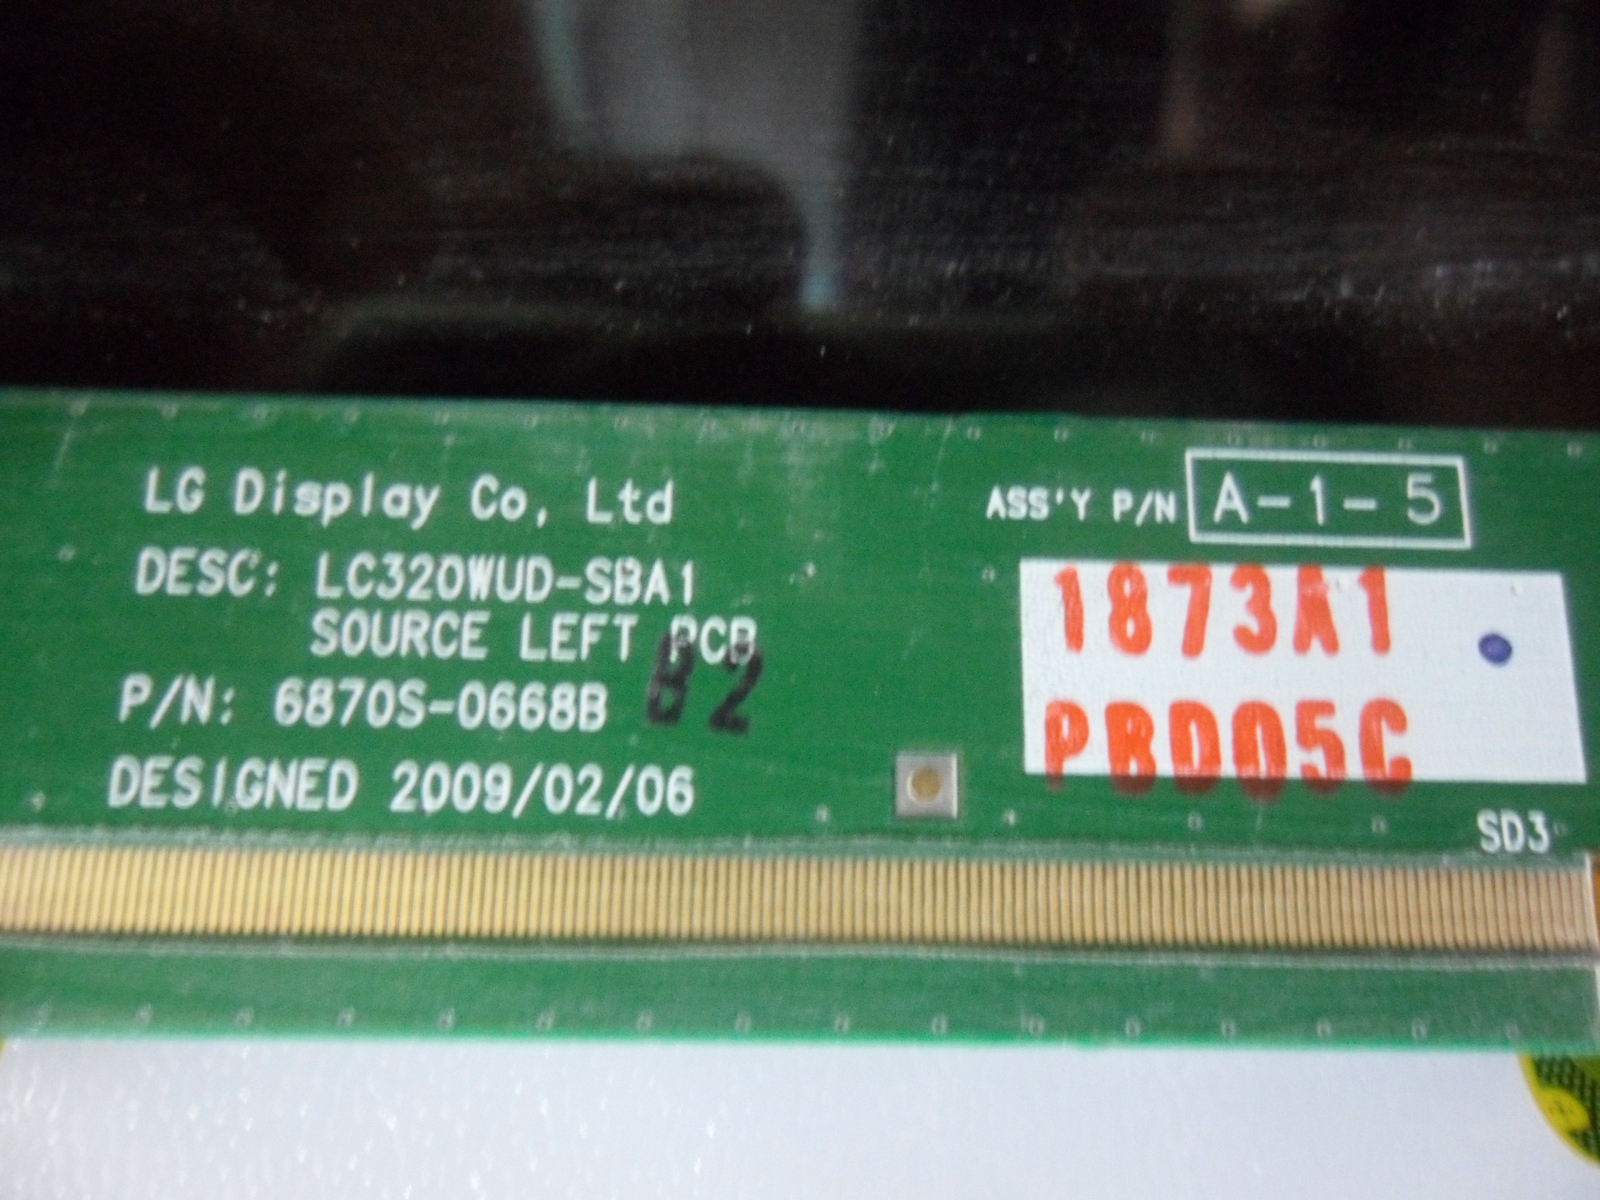 LG Display Co, Ltd
DESC: LC320WUD-SBA1
SOURCE LEFT PCB
P/N: 6870S-0668B
B2
DESIGNED 2009/02/06
ASS'Y P/N A-1-5
1873A1
PBD05C
SD3